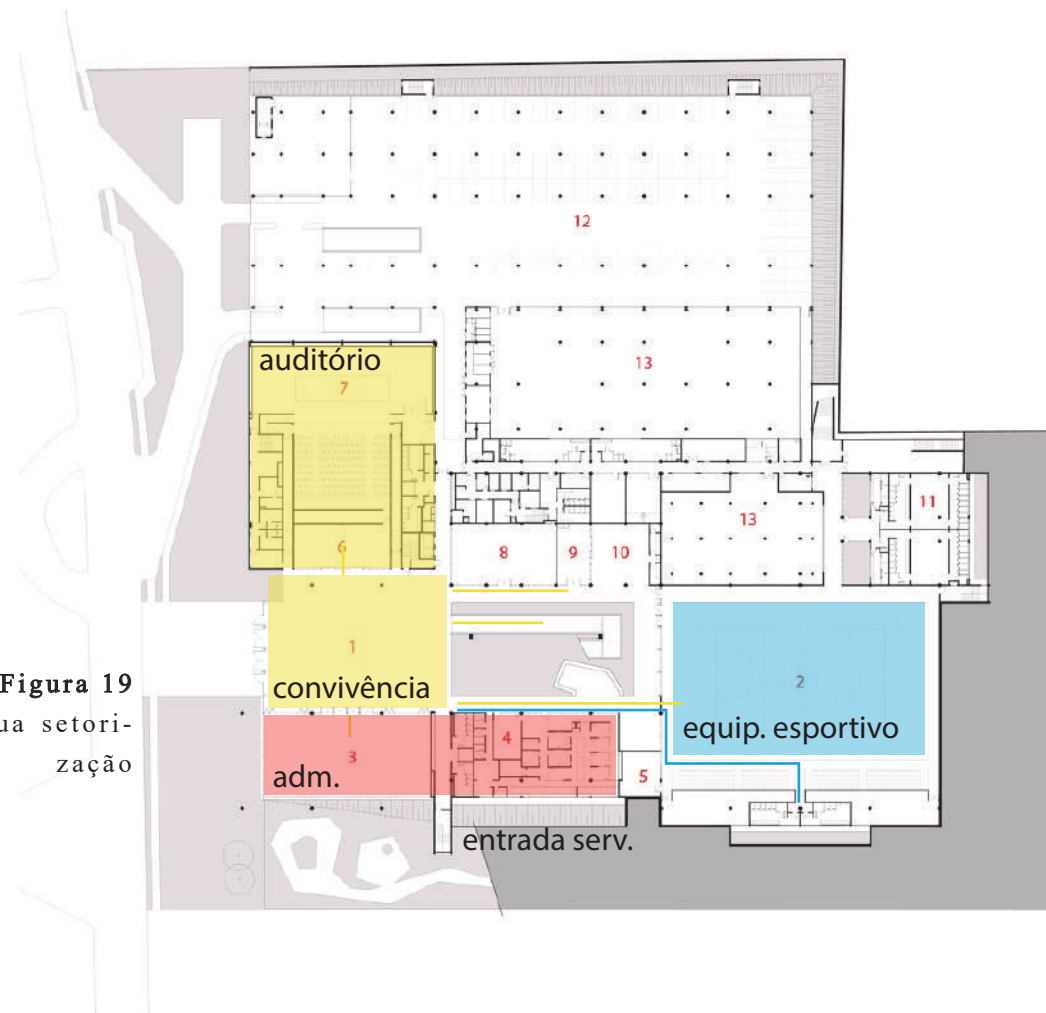 12
13
auditório
7
11
13
6
8
9
10
1
2
Figura 19
convivência
ua setori-
zação
equip. esportivo
4
3
5
adm.
entrada serv.